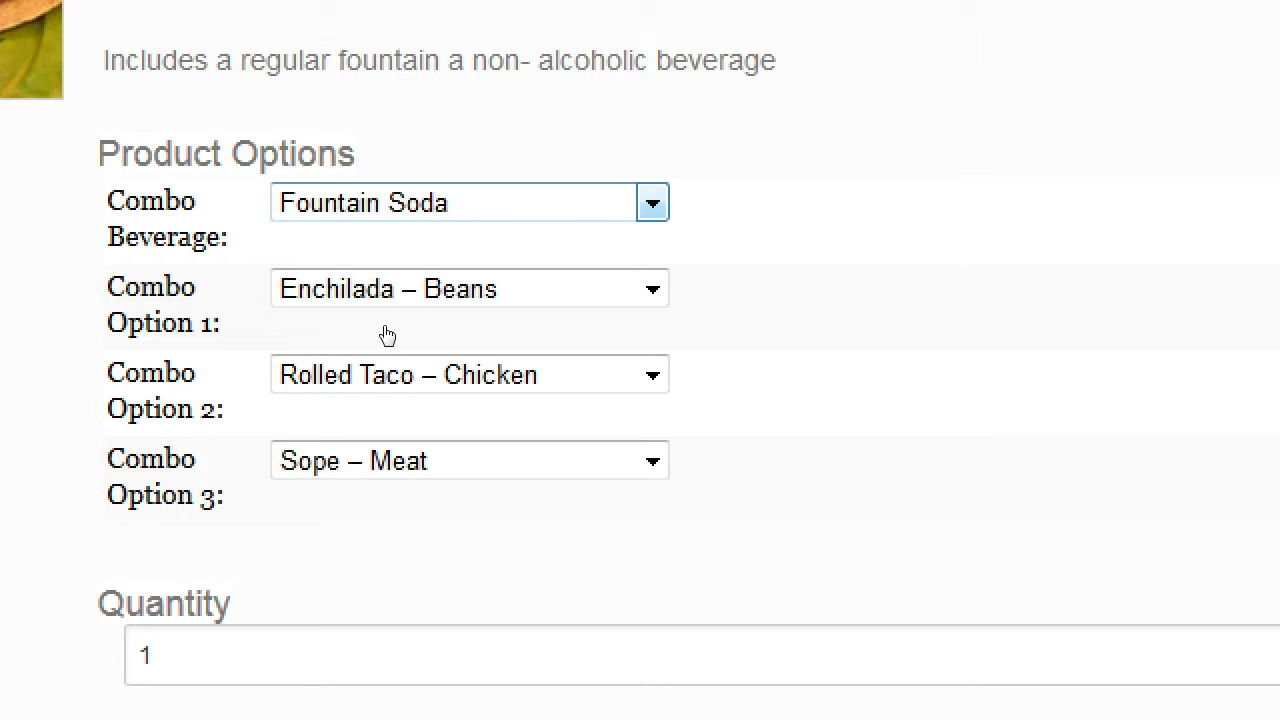 Includes a regular fountain a non- alcoholic beverage
Product Options
Combo
Beverage:
Fountain Soda
Combo
Option 1:
Enchilada – Beans
Combo
Option 2:
Rolled Taco – Chicken
Combo
Option 3:
Sope – Meat
Quantity
1